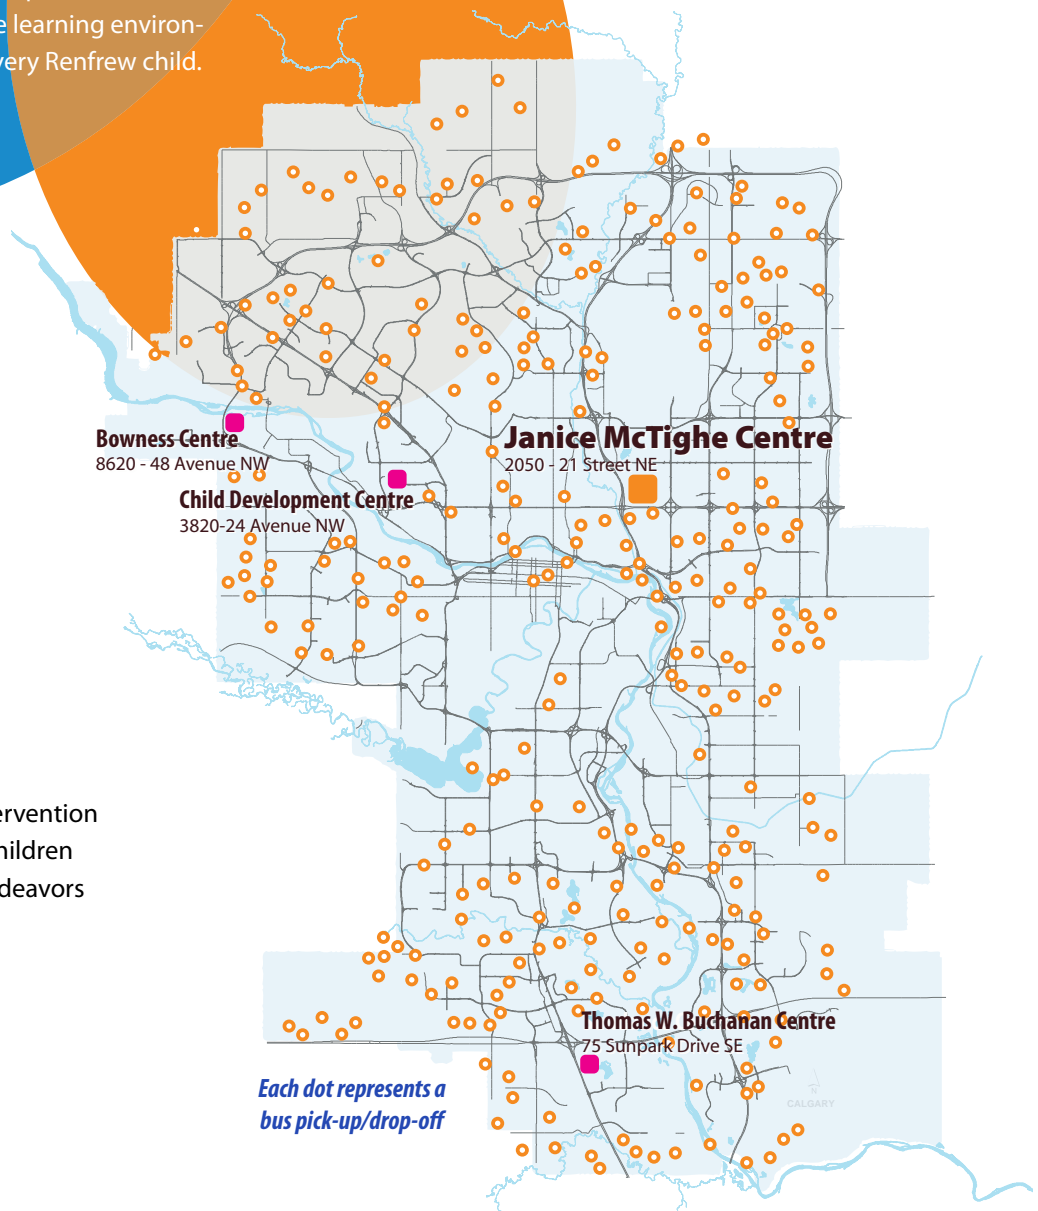 e learning environ-
very Renfrew child.
Janice McTighe Centre
2050 - 21 Street NE
Bowness Centre
8620 - 48 Avenue NW
Child Development Centre
3820-24 Avenue NW
ervention
hildren
deavors
Thomas W. Buchanan Centre
75 Sunpark Drive SE
Each dot represents a
bus pick-up/drop-off
CALGARY